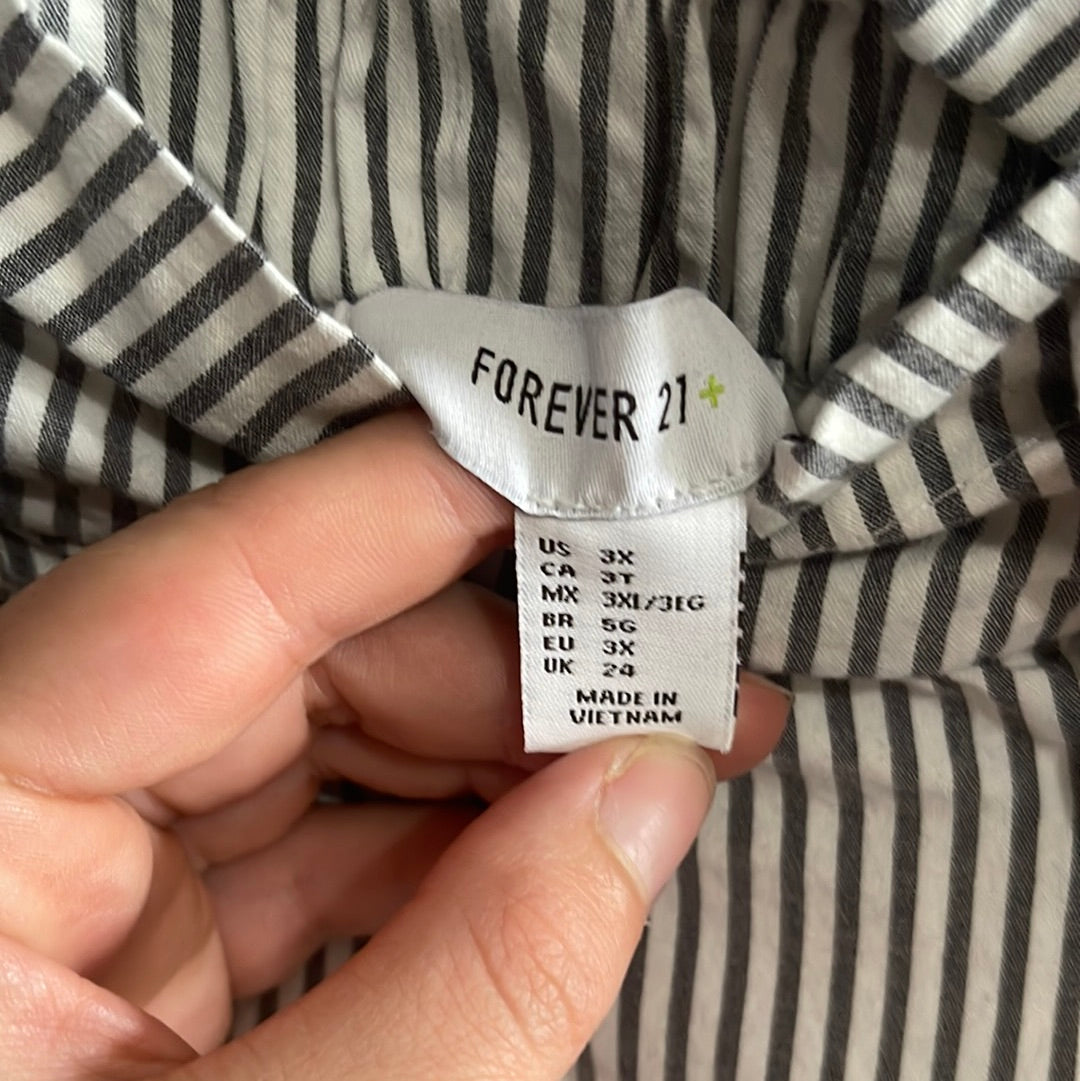 FOREVER 21+
US 3X
CA 3T
MX 3XL/3EG
BR 5G
EU 3X
UK 24
MADE IN
VIETNAM